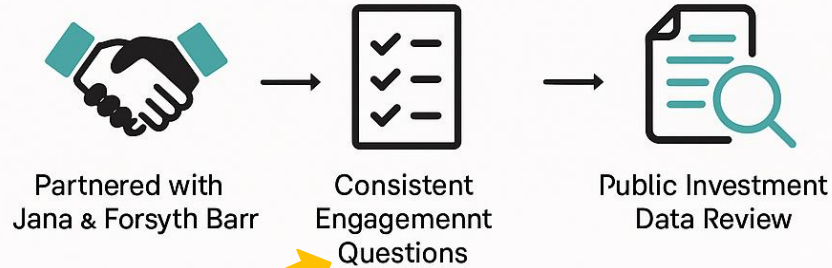 Partnered with
Jana & Forsyth Barr
Consistent
Engagemennt
Questions
Public Investment
Data Review